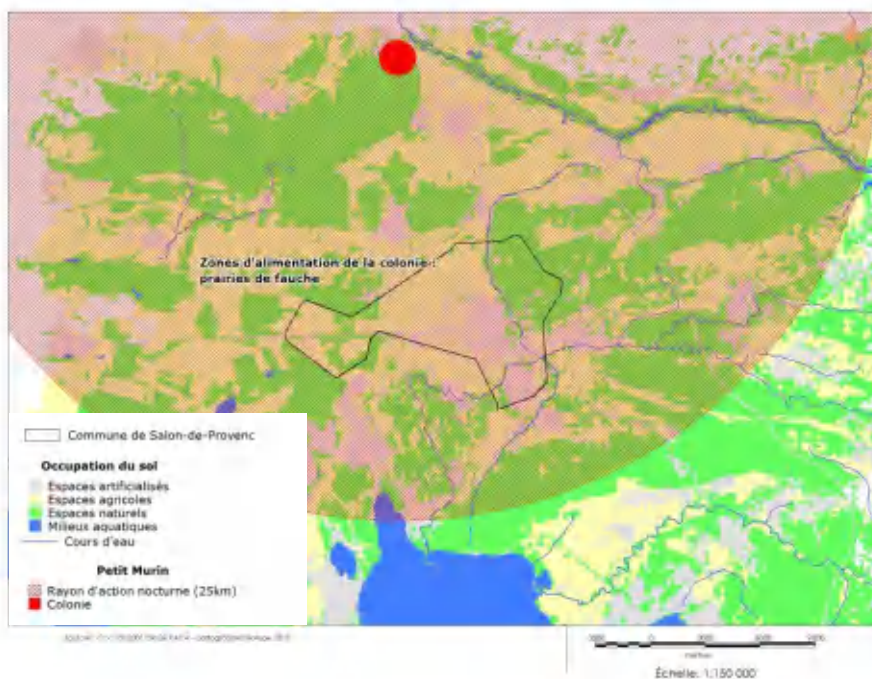 Zones d'alimentation de la colonie :
prairies de fauche
Commune de Salon-de-Provenc
Occupation du sol
Espaces artificialisés
Espaces agricoles
Espaces naturels
Milieux aquatiques
Cours d'eau
Petit Murin
Rayon d'action nocturne (25km)
Colonie
Échelle: 1:150 000